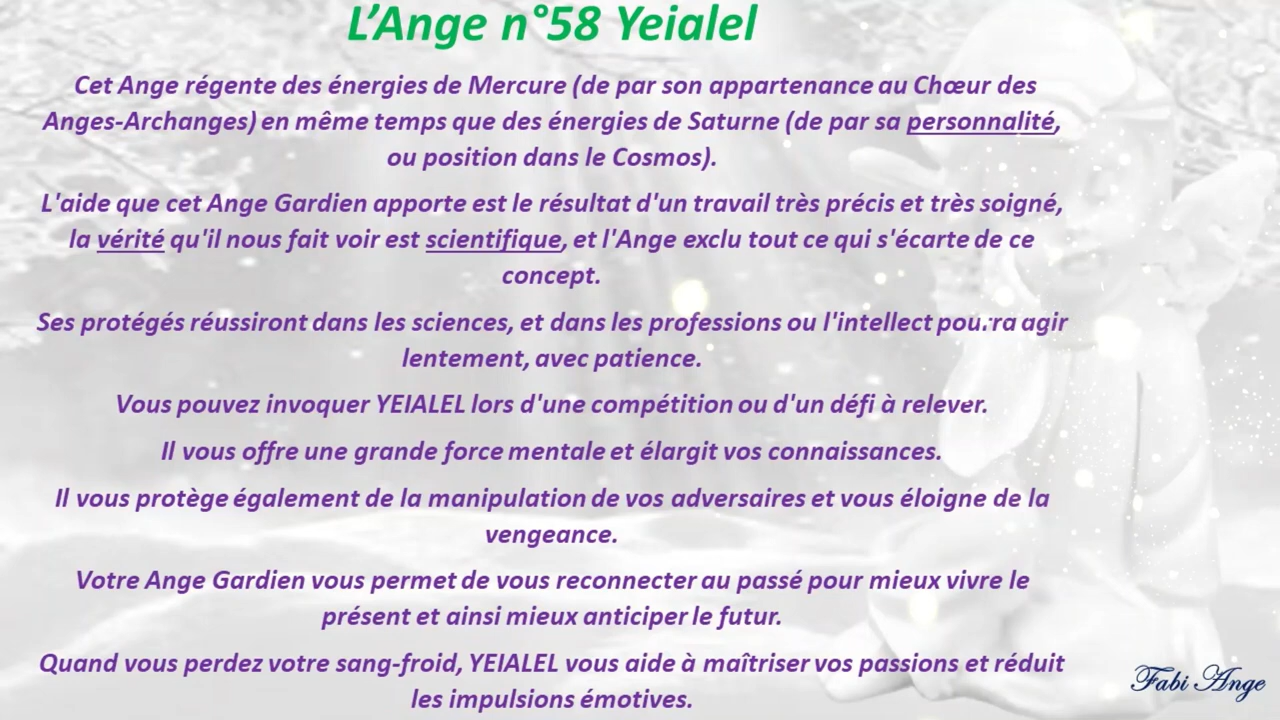 L’Ange n°58 Yeialel
Cet Ange régente des énergies de Mercure (de par son appartenance au Chœur des
Anges-Archanges) en même temps que des énergies de Saturne (de par sa personnalité,
ou position dans le Cosmos).
L'aide que cet Ange Gardien apporte est le résultat d'un travail très précis et très soigné,
la vérité qu'il nous fait voir est scientifique, et l'Ange exclu tout ce qui s'écarte de ce
concept.
Ses protégés réussiront dans les sciences, et dans les professions ou l'intellect pourra agir
lentement, avec patience.
Vous pouvez invoquer YEIALEL lors d'une compétition ou d'un défi à relever.
Il vous offre une grande force mentale et élargit vos connaissances.
Il vous protège également de la manipulation de vos adversaires et vous éloigne de la
vengeance.
Votre Ange Gardien vous permet de vous reconnecter au passé pour mieux vivre le
présent et ainsi mieux anticiper le futur.
Quand vous perdez votre sang-froid, YEIALEL vous aide à maîtriser vos passions et réduit
les impulsions émotives.
Fabi Ange